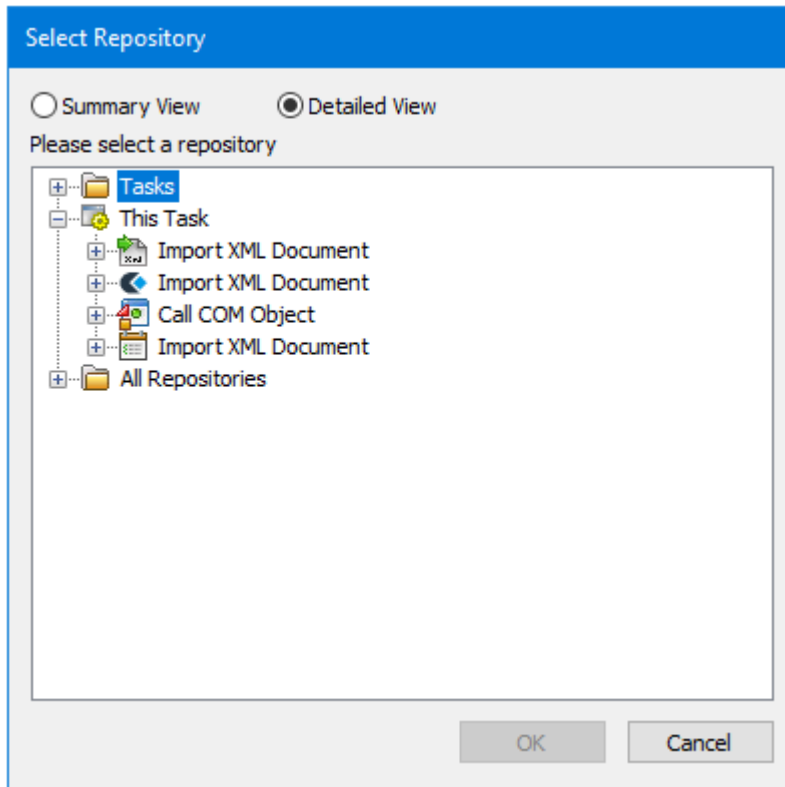 Select Repository
Summary View Detailed View
Please select a repository
Tasks
This Task
Import XML Document
Import XML Document
Call COM Object
Import XML Document
All Repositories
OK Cancel